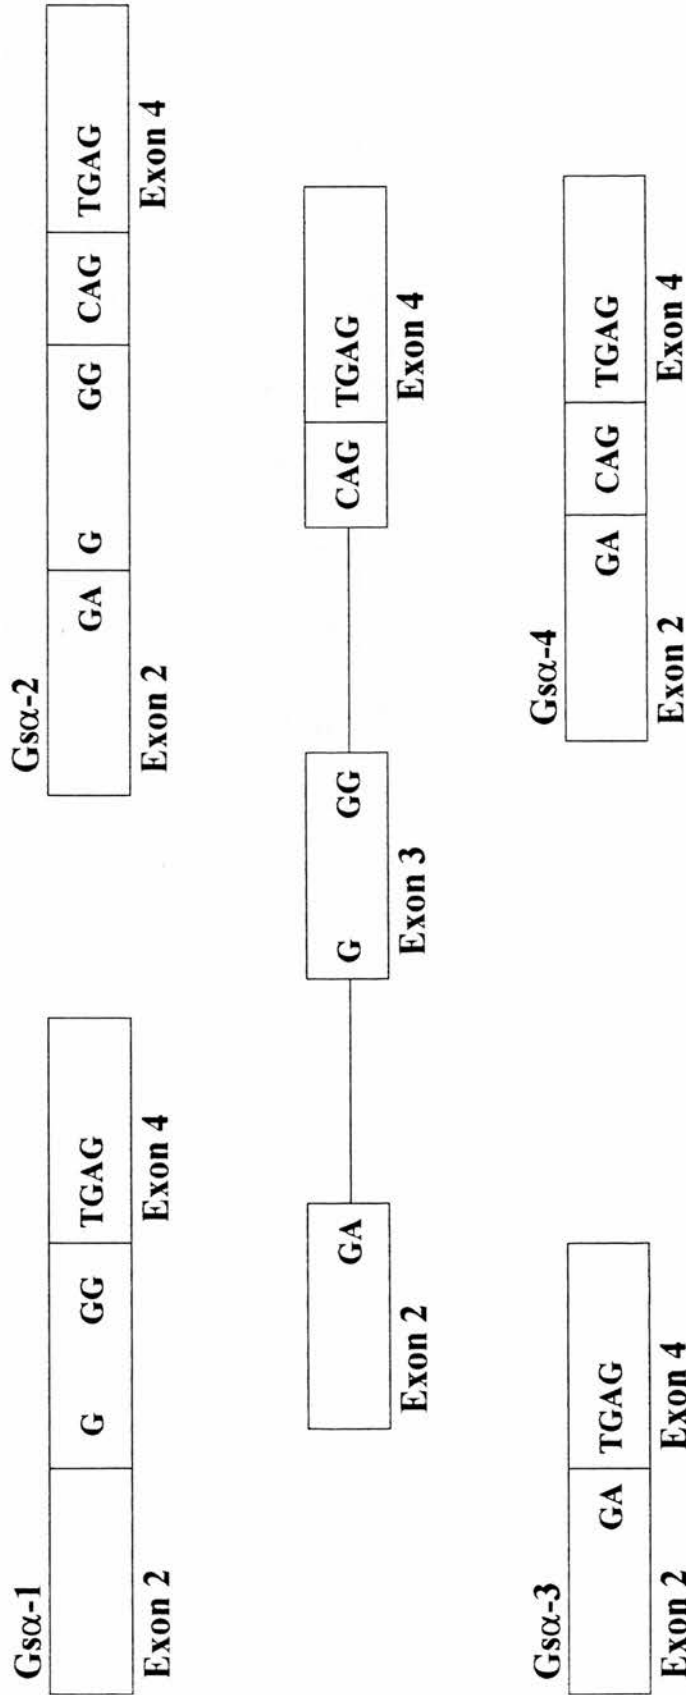 Gsα-1
G GG TGAG
Exon 2 Exon 4
Gsα-2
GA G GG CAG TGAG
Exon 2 Exon 4
GA G GG CAG TGAG
Exon 2 Exon 3 Exon 4
Gsα-3
GA TGAG
Exon 2 Exon 4
Gsα-4
GA CAG TGAG
Exon 2 Exon 4